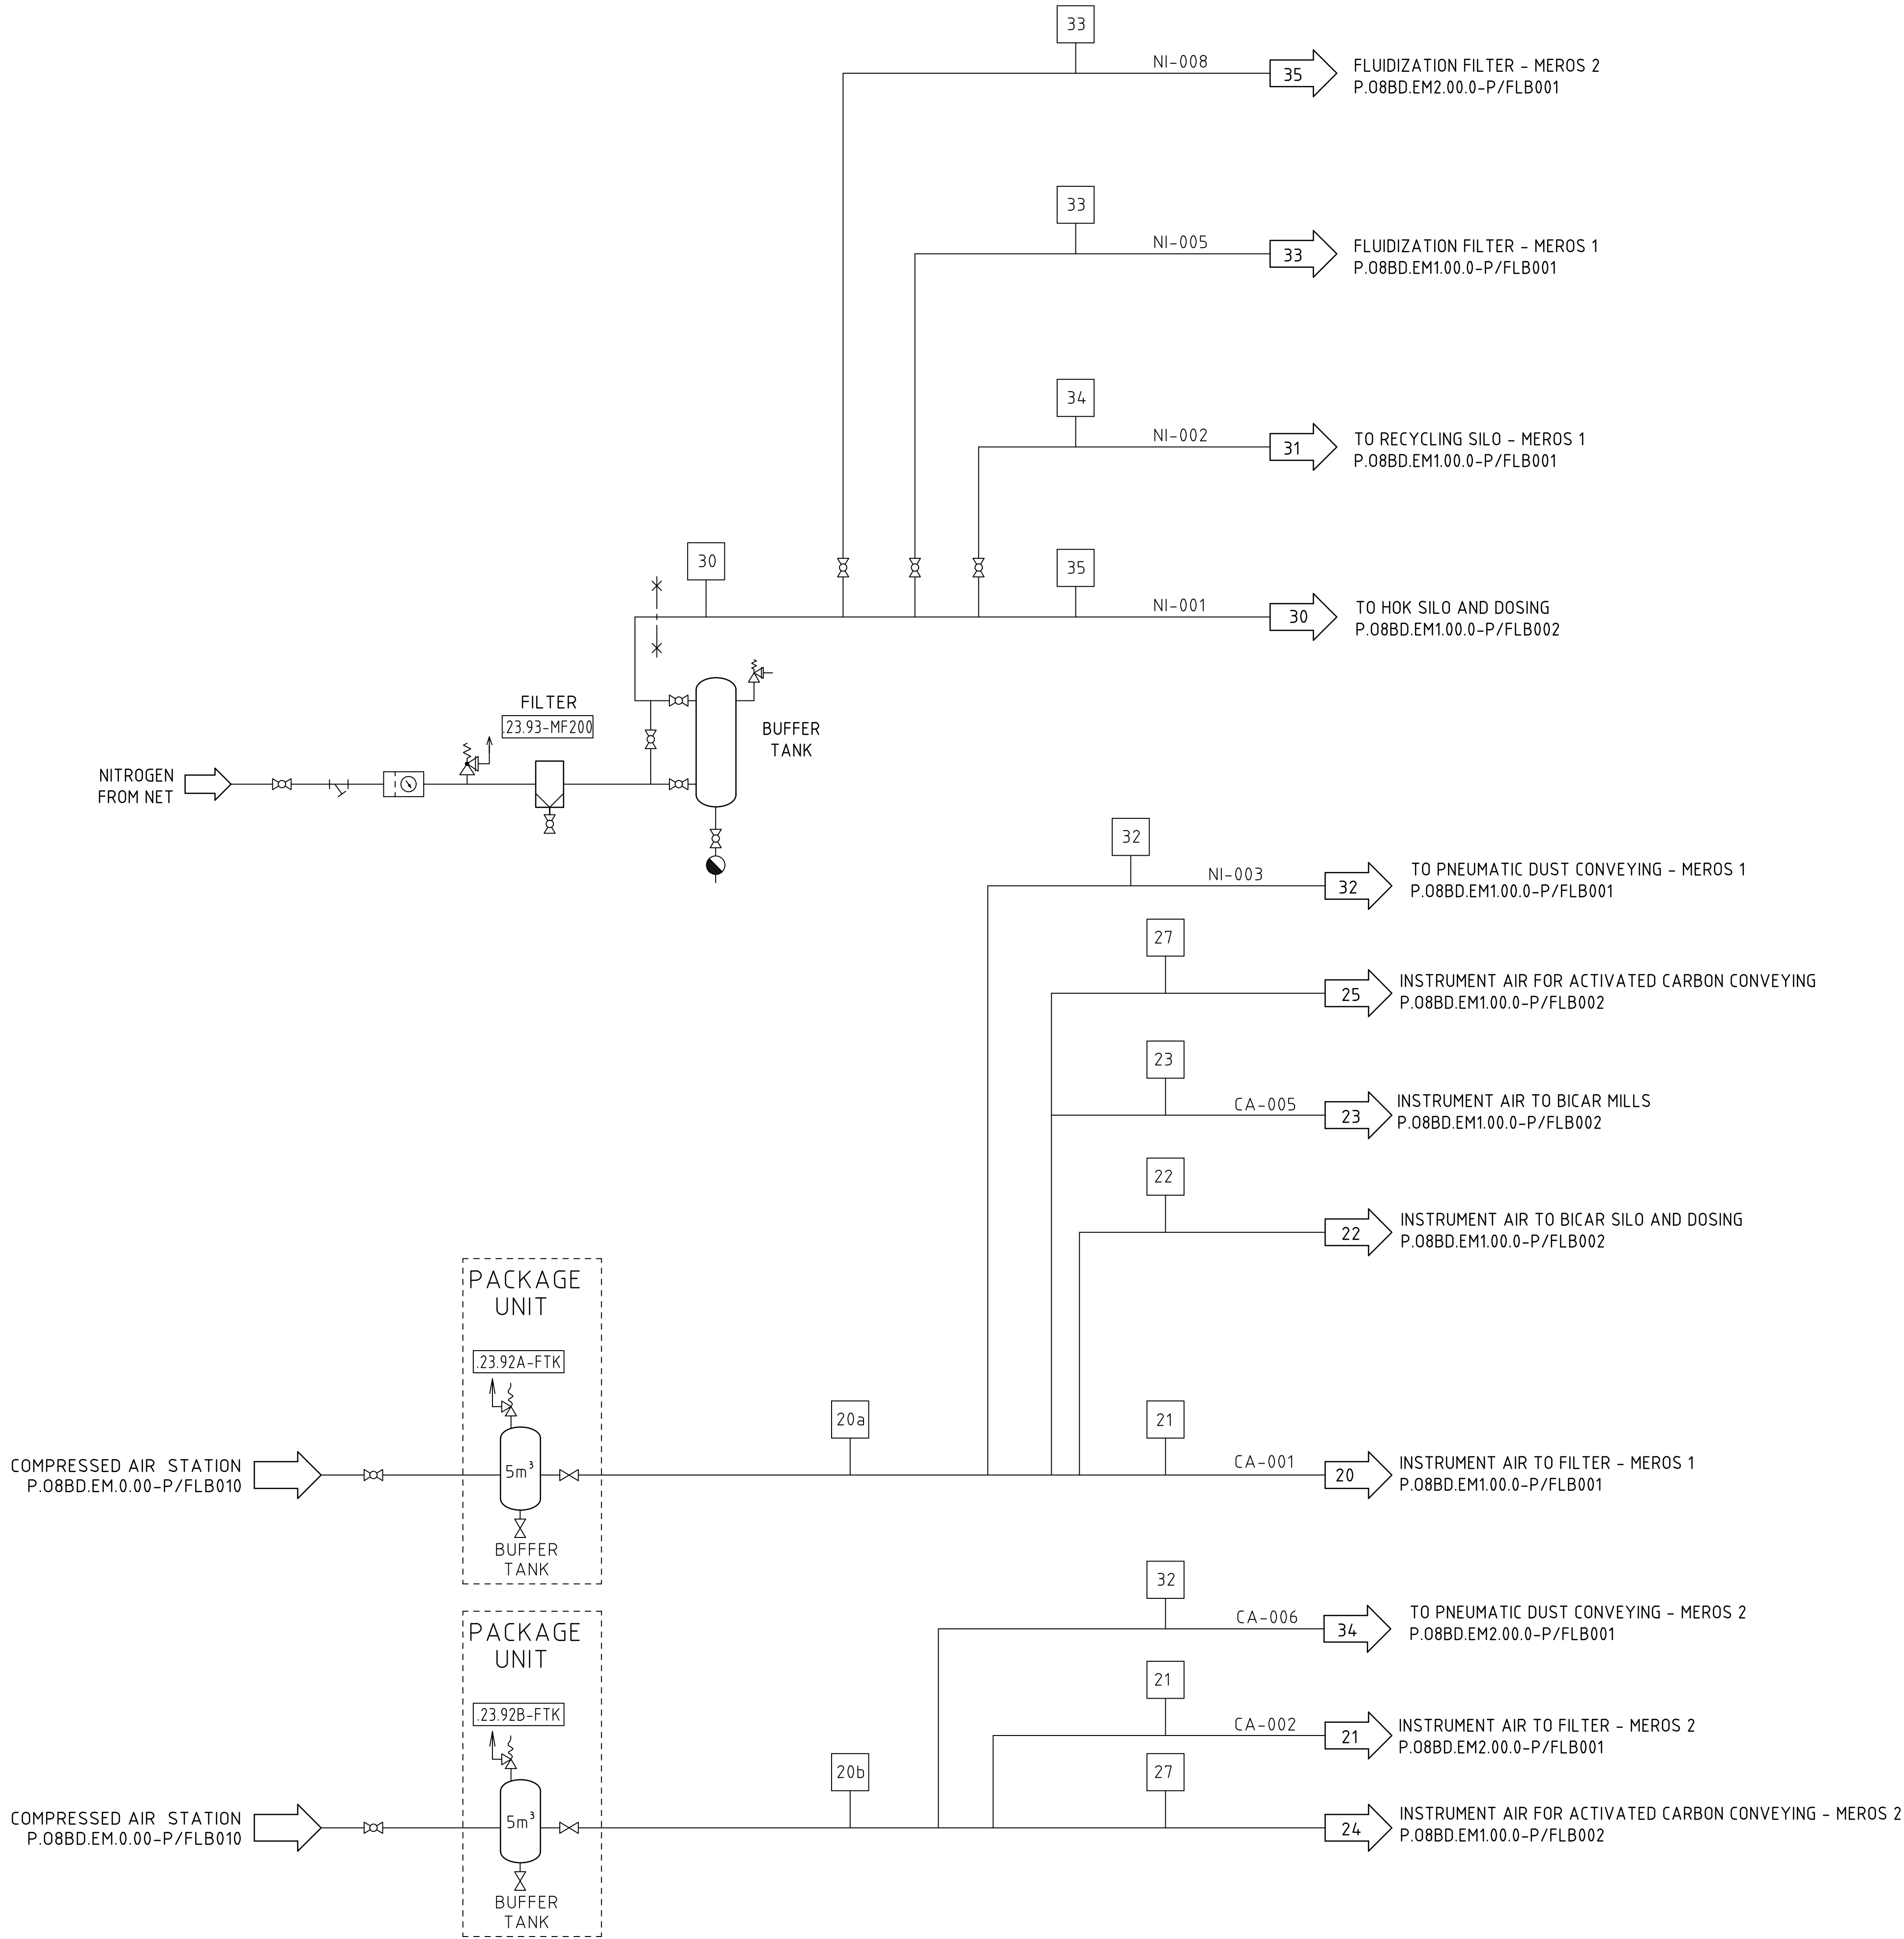 33
NI-008
35
FLUIDIZATION FILTER - MEROS 2
P.08BD.EM2.00.0-P/FLB001
33
NI-005
33
FLUIDIZATION FILTER - MEROS 1
P.08BD.EM1.00.0-P/FLB001
34
NI-002
31
TO RECYCLING SILO - MEROS 1
P.08BD.EM1.00.0-P/FLB001
30
35
NI-001
30
TO HOK SILO AND DOSING
P.08BD.EM1.00.0-P/FLB002
FILTER
.23.93-MF200
BUFFER
TANK
NITROGEN
FROM NET
32
NI-003
32
TO PNEUMATIC DUST CONVEYING - MEROS 1
P.08BD.EM1.00.0-P/FLB001
27
25
INSTRUMENT AIR FOR ACTIVATED CARBON CONVEYING
P.08BD.EM1.00.0-P/FLB002
23
CA-005
23
INSTRUMENT AIR TO BICAR MILLS
P.08BD.EM1.00.0-P/FLB002
22
22
INSTRUMENT AIR TO BICAR SILO AND DOSING
P.08BD.EM1.00.0-P/FLB002
PACKAGE
UNIT
.23.92A-FTK
5m³
BUFFER
TANK
COMPRESSED AIR STATION
P.08BD.EM.0.00-P/FLB010
20a
21
CA-001
20
INSTRUMENT AIR TO FILTER - MEROS 1
P.08BD.EM1.00.0-P/FLB001
32
CA-006
34
TO PNEUMATIC DUST CONVEYING - MEROS 2
P.08BD.EM2.00.0-P/FLB001
PACKAGE
UNIT
.23.92B-FTK
5m³
BUFFER
TANK
21
CA-002
21
INSTRUMENT AIR TO FILTER - MEROS 2
P.08BD.EM2.00.0-P/FLB001
COMPRESSED AIR STATION
P.08BD.EM.0.00-P/FLB010
20b
27
24
INSTRUMENT AIR FOR ACTIVATED CARBON CONVEYING - MEROS 2
P.08BD.EM1.00.0-P/FLB002